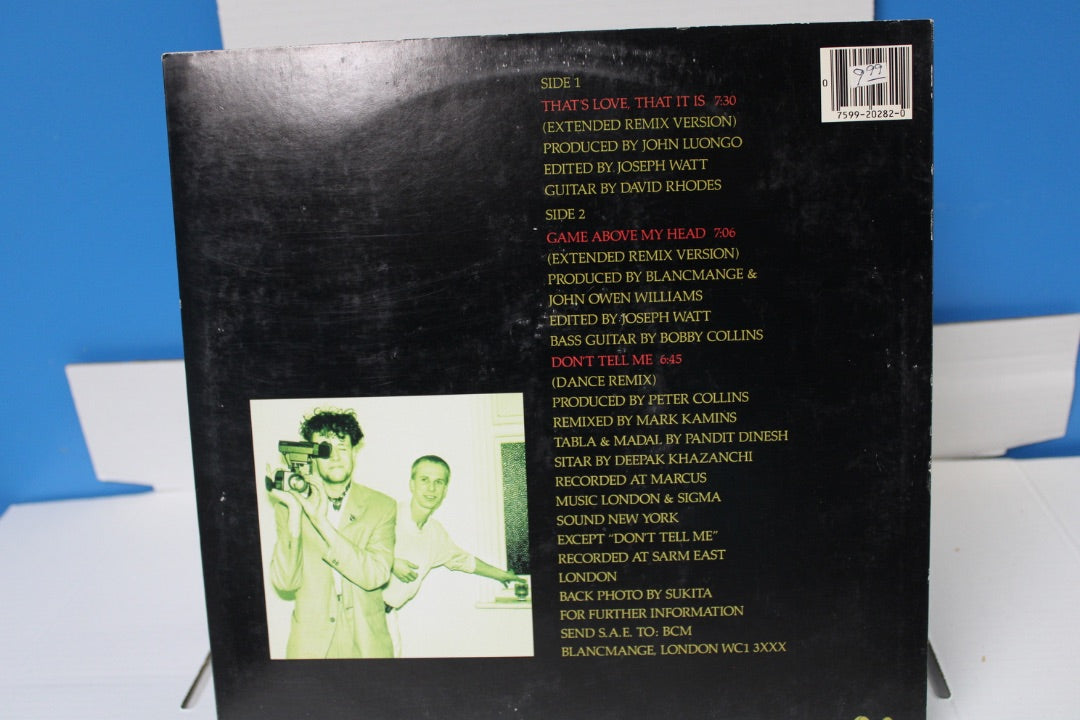 SIDE 1
THAT'S LOVE, THAT IT IS 7:30
(EXTENDED REMIX VERSION)
PRODUCED BY JOHN LUONGO
EDITED BY JOSEPH WATT
GUITAR BY DAVID RHODES
SIDE 2
GAME ABOVE MY HEAD 7:06
(EXTENDED REMIX VERSION)
PRODUCED BY BLANCMANGE &
JOHN OWEN WILLIAMS
EDITED BY JOSEPH WATT
BASS GUITAR BY BOBBY COLLINS
DON'T TELL ME 6:45
(DANCE REMIX)
PRODUCED BY PETER COLLINS
REMIXED BY MARK KAMINS
TABLA & MADAL BY PANDIT DINESH
SITAR BY DEEPAK KHAZANCHI
RECORDED AT MARCUS
MUSIC LONDON & SIGMA
SOUND NEW YORK
EXCEPT "DON'T TELL ME"
RECORDED AT SARM EAST
LONDON
BACK PHOTO BY SUKITA
FOR FURTHER INFORMATION
SEND S.A.E. TO: BCM
BLANCMANGE, LONDON WC1 3XXX
9.99
0
7599-20282-0